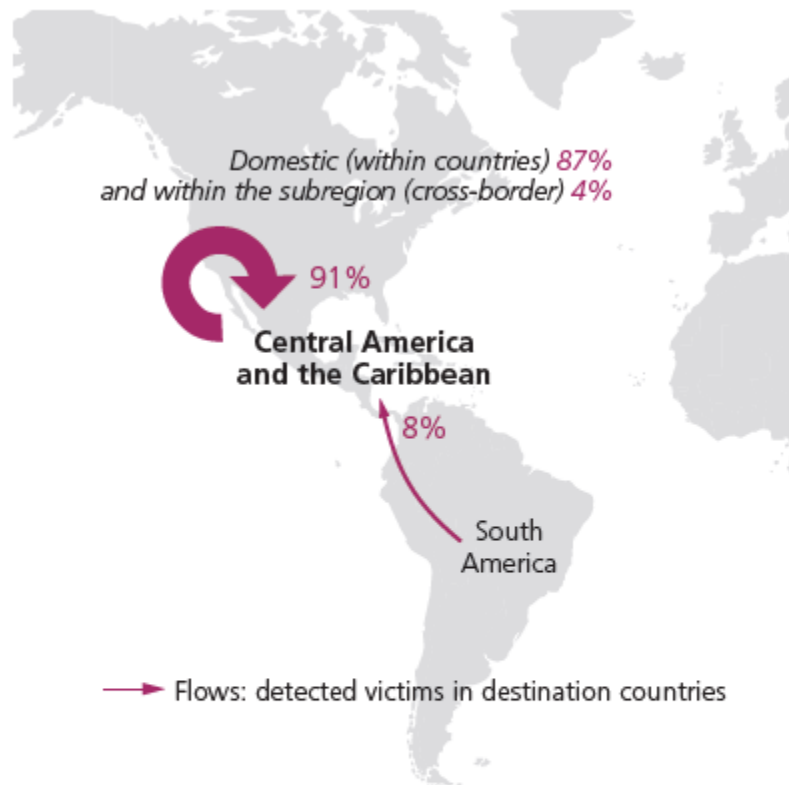 Domestic (within countries) 87%
and within the subregion (cross-border) 4%
91%
Central America
and the Caribbean
8%
South
America
Flows: detected victims in destination countries